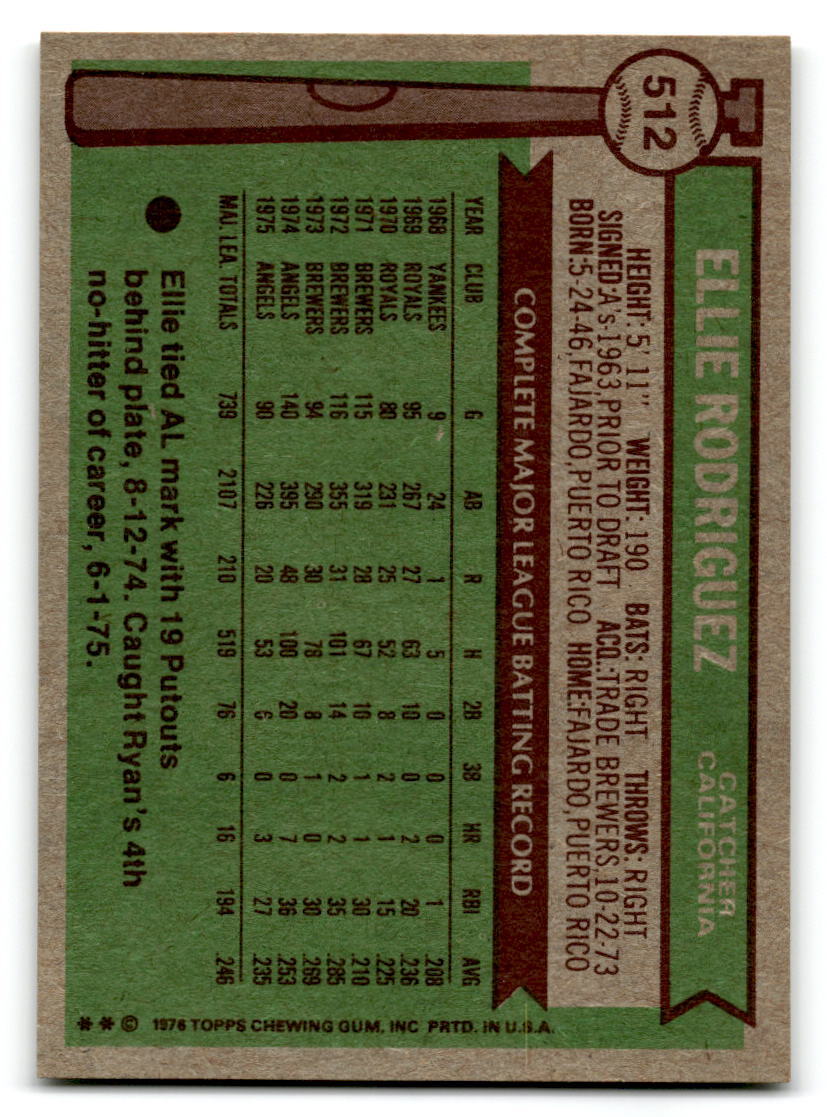 512
ELLIE RODRIGUEZ
CATCHER
CALIFORNIA
HEIGHT: 5' 11" WEIGHT: 190 BATS: RIGHT THROWS: RIGHT
SIGNED: A's-1963, PRIOR TO DRAFT ACQ.: TRADE BREWERS, 10-22-73
BORN: 5-24-46, FAJARDO, PUERTO RICO HOME: FAJARDO, PUERTO RICO
COMPLETE MAJOR LEAGUE BATTING RECORD
YEAR CLUB G AB R H 2B 3B HR RBI AVG
1968 YANKEES 9 24 1 5 0 0 0 1 .208
1969 ROYALS 95 267 27 63 10 0 2 20 .236
1970 ROYALS 80 231 25 52 8 2 1 15 .225
1971 BREWERS 115 319 28 67 10 1 1 30 .210
1972 BREWERS 116 355 31 101 14 2 2 35 .285
1973 BREWERS 94 290 30 78 8 1 0 30 .269
1974 ANGELS 140 395 48 100 20 0 7 36 .253
1975 ANGELS 90 226 20 53 6 0 3 27 .235
MAJ. LEA. TOTALS 739 2107 210 519 76 6 16 194 .246
Ellie tied AL mark with 19 Putouts
behind plate, 8-12-74. Caught Ryan's 4th
no-hitter of career, 6-1-75.
* * © 1976 TOPPS CHEWING GUM, INC PRTD. IN U.S.A.